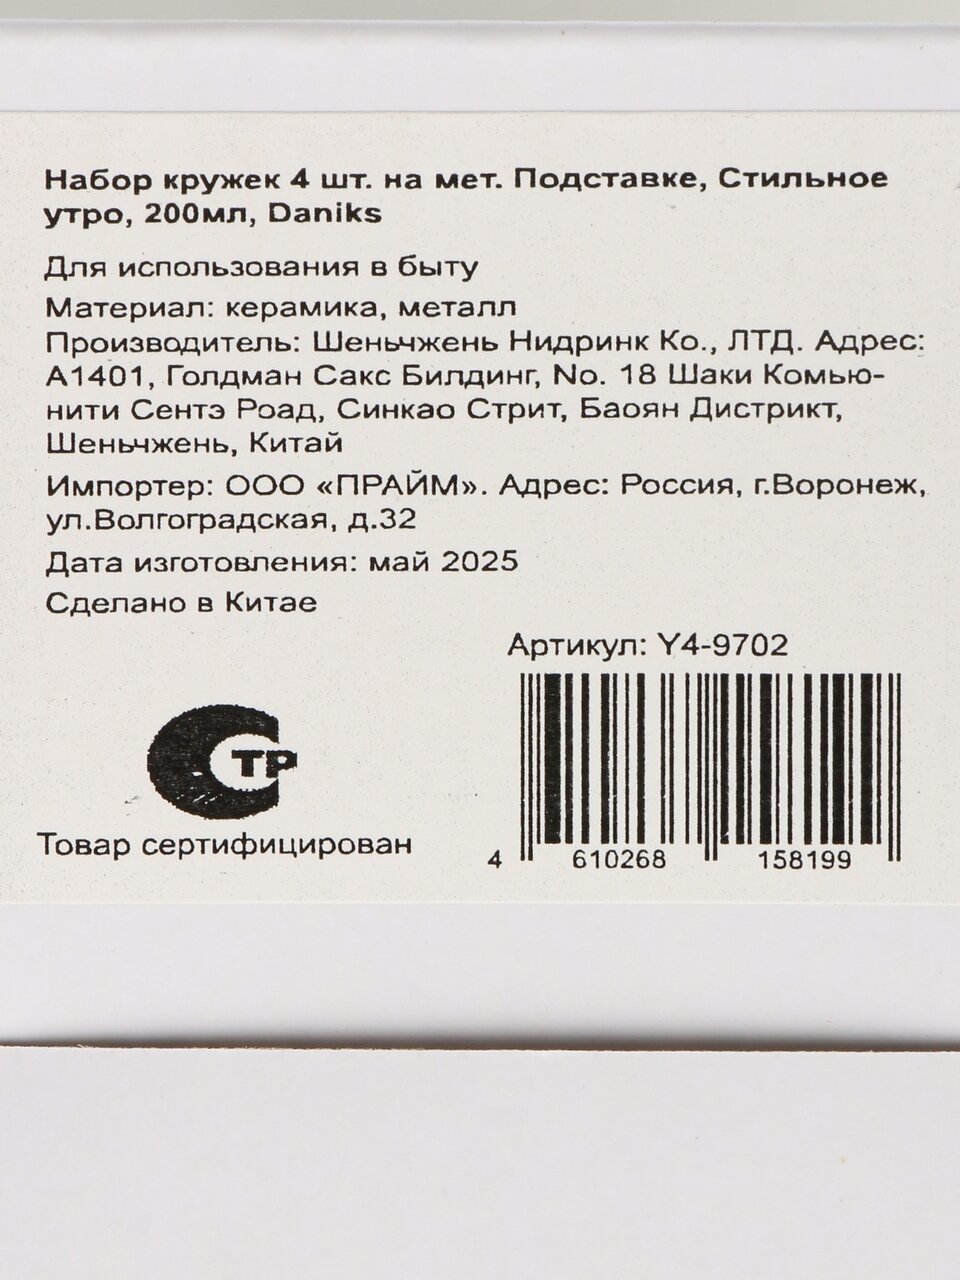 Набор кружек 4 шт. на мет. Подставке, Стильное
утро, 200мл, Daniks
Для использования в быту
Материал: керамика, металл
Производитель: Шеньчжень Нидринк Ко., ЛТД. Адрес:
А1401, Голдман Сакс Билдинг, No. 18 Шаки Комью-
нити Сентэ Роад, Синкао Стрит, Баоян Дистрикт,
Шеньчжень, Китай
Импортер: ООО «ПРАЙМ». Адрес: Россия, г.Воронеж,
ул.Волгоградская, д.32
Дата изготовления: май 2025
Сделано в Китае
Артикул: Y4-9702
СТР
Товар сертифицирован
4 610268 158199